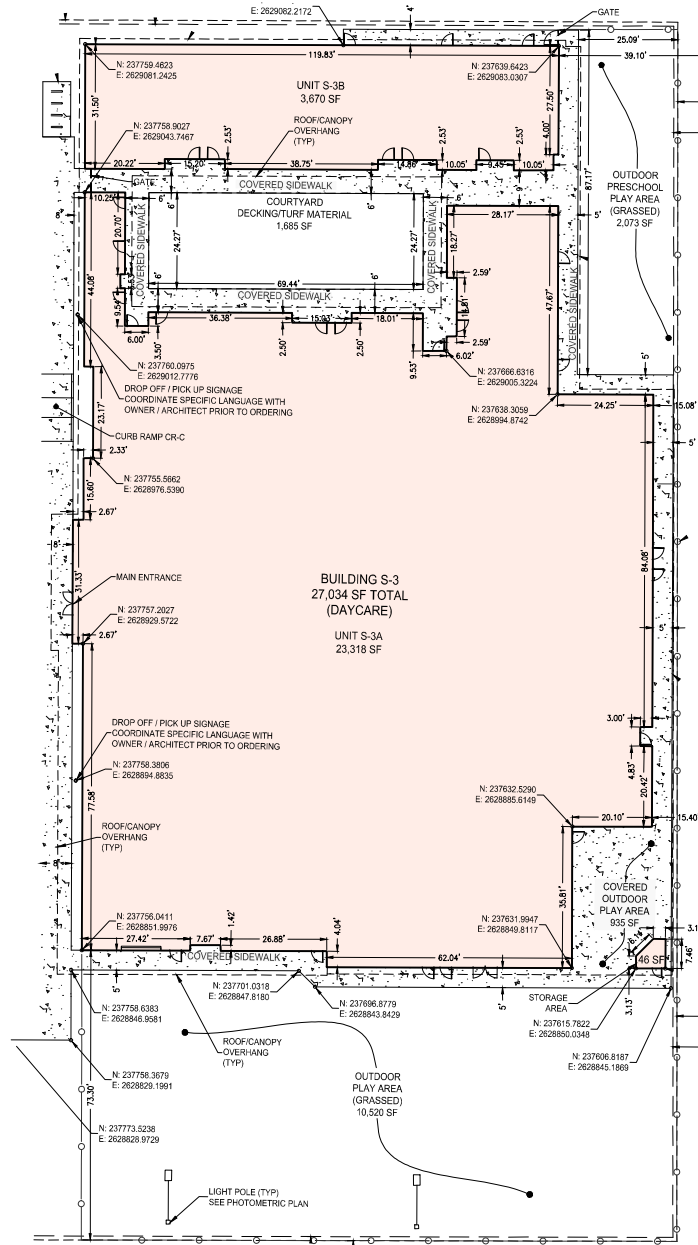 E: 2629082.2172
4'
GATE
25.09'
119.83'
39.10'
N: 237759.4623
E: 2629081.2425
N: 237639.6423
E: 2629083.0307
31.50'
UNIT S-3B
3,670 SF
27.50'
N: 237758.9027
E: 2629043.7467
ROOF/CANOPY
OVERHANG
(TYP)
2.53'
2.53'
2.53'
4.00'
20.22'
15.20'
38.75'
14.86'
10.05'
9.45'
10.05'
87.17'
OUTDOOR
PRESCHOOL
PLAY AREA
(GRASSED)
2,073 SF
GATE
COVERED SIDEWALK
10.25'
6'
6'
6'
6'
9'
COURTYARD
DECKING/TURF MATERIAL
1,685 SF
28.17'
8'
5'
20.70'
COVERED SIDEWALK
24.27'
24.27'
COVERED SIDEWALK
18.27'
2.59'
44.08'
69.44'
6'
6'
COVERED SIDEWALK
9.54'
47.67'
COVERED SIDEWALK
36.38'
15.03'
18.01'
6.00'
3.50'
2.50'
2.50'
2.59'
6.02'
9.53'
N: 237760.0975
E: 2629012.7776
N: 237666.6316
E: 2629005.3224
5'
DROP OFF / PICK UP SIGNAGE
COORDINATE SPECIFIC LANGUAGE WITH
OWNER / ARCHITECT PRIOR TO ORDERING
23.17'
N: 237638.3059
E: 2628994.8742
24.25'
15.08'
CURB RAMP CR-C
5'
2.33'
N: 237755.5662
E: 2628976.5390
15.60'
2.67'
8'
31.33'
84.08'
MAIN ENTRANCE
BUILDING S-3
27,034 SF TOTAL
(DAYCARE)
UNIT S-3A
23,318 SF
N: 237757.2027
E: 2628929.5722
2.67'
5'
DROP OFF / PICK UP SIGNAGE
COORDINATE SPECIFIC LANGUAGE WITH
OWNER / ARCHITECT PRIOR TO ORDERING
3.00'
N: 237758.3806
E: 2628894.8835
4.83'
20.42'
77.58'
N: 237632.5290
E: 2628885.6149
20.10'
15.40
ROOF/CANOPY
OVERHANG
(TYP)
8'
35.81'
COVERED
OUTDOOR
PLAY AREA
935 SF
N: 237756.0411
E: 2628851.9976
1.42'
4.04'
N: 237631.9947
E: 2628849.8117
3.1
27.42'
7.67'
26.88'
7.46'
COVERED SIDEWALK
62.04'
46 SF
5'
N: 237701.0318
E: 2628847.8180
N: 237758.6383
E: 2628846.9581
N: 237696.8779
E: 2628843.8429
5'
STORAGE
AREA
3.13'
N: 237615.7822
E: 2628850.0348
ROOF/CANOPY
OVERHANG
(TYP)
N: 237606.8187
E: 2628845.1869
N: 237758.3679
E: 2628829.1991
OUTDOOR
PLAY AREA
(GRASSED)
10,520 SF
73.30'
N: 237773.5238
E: 2628828.9729
LIGHT POLE (TYP)
SEE PHOTOMETRIC PLAN